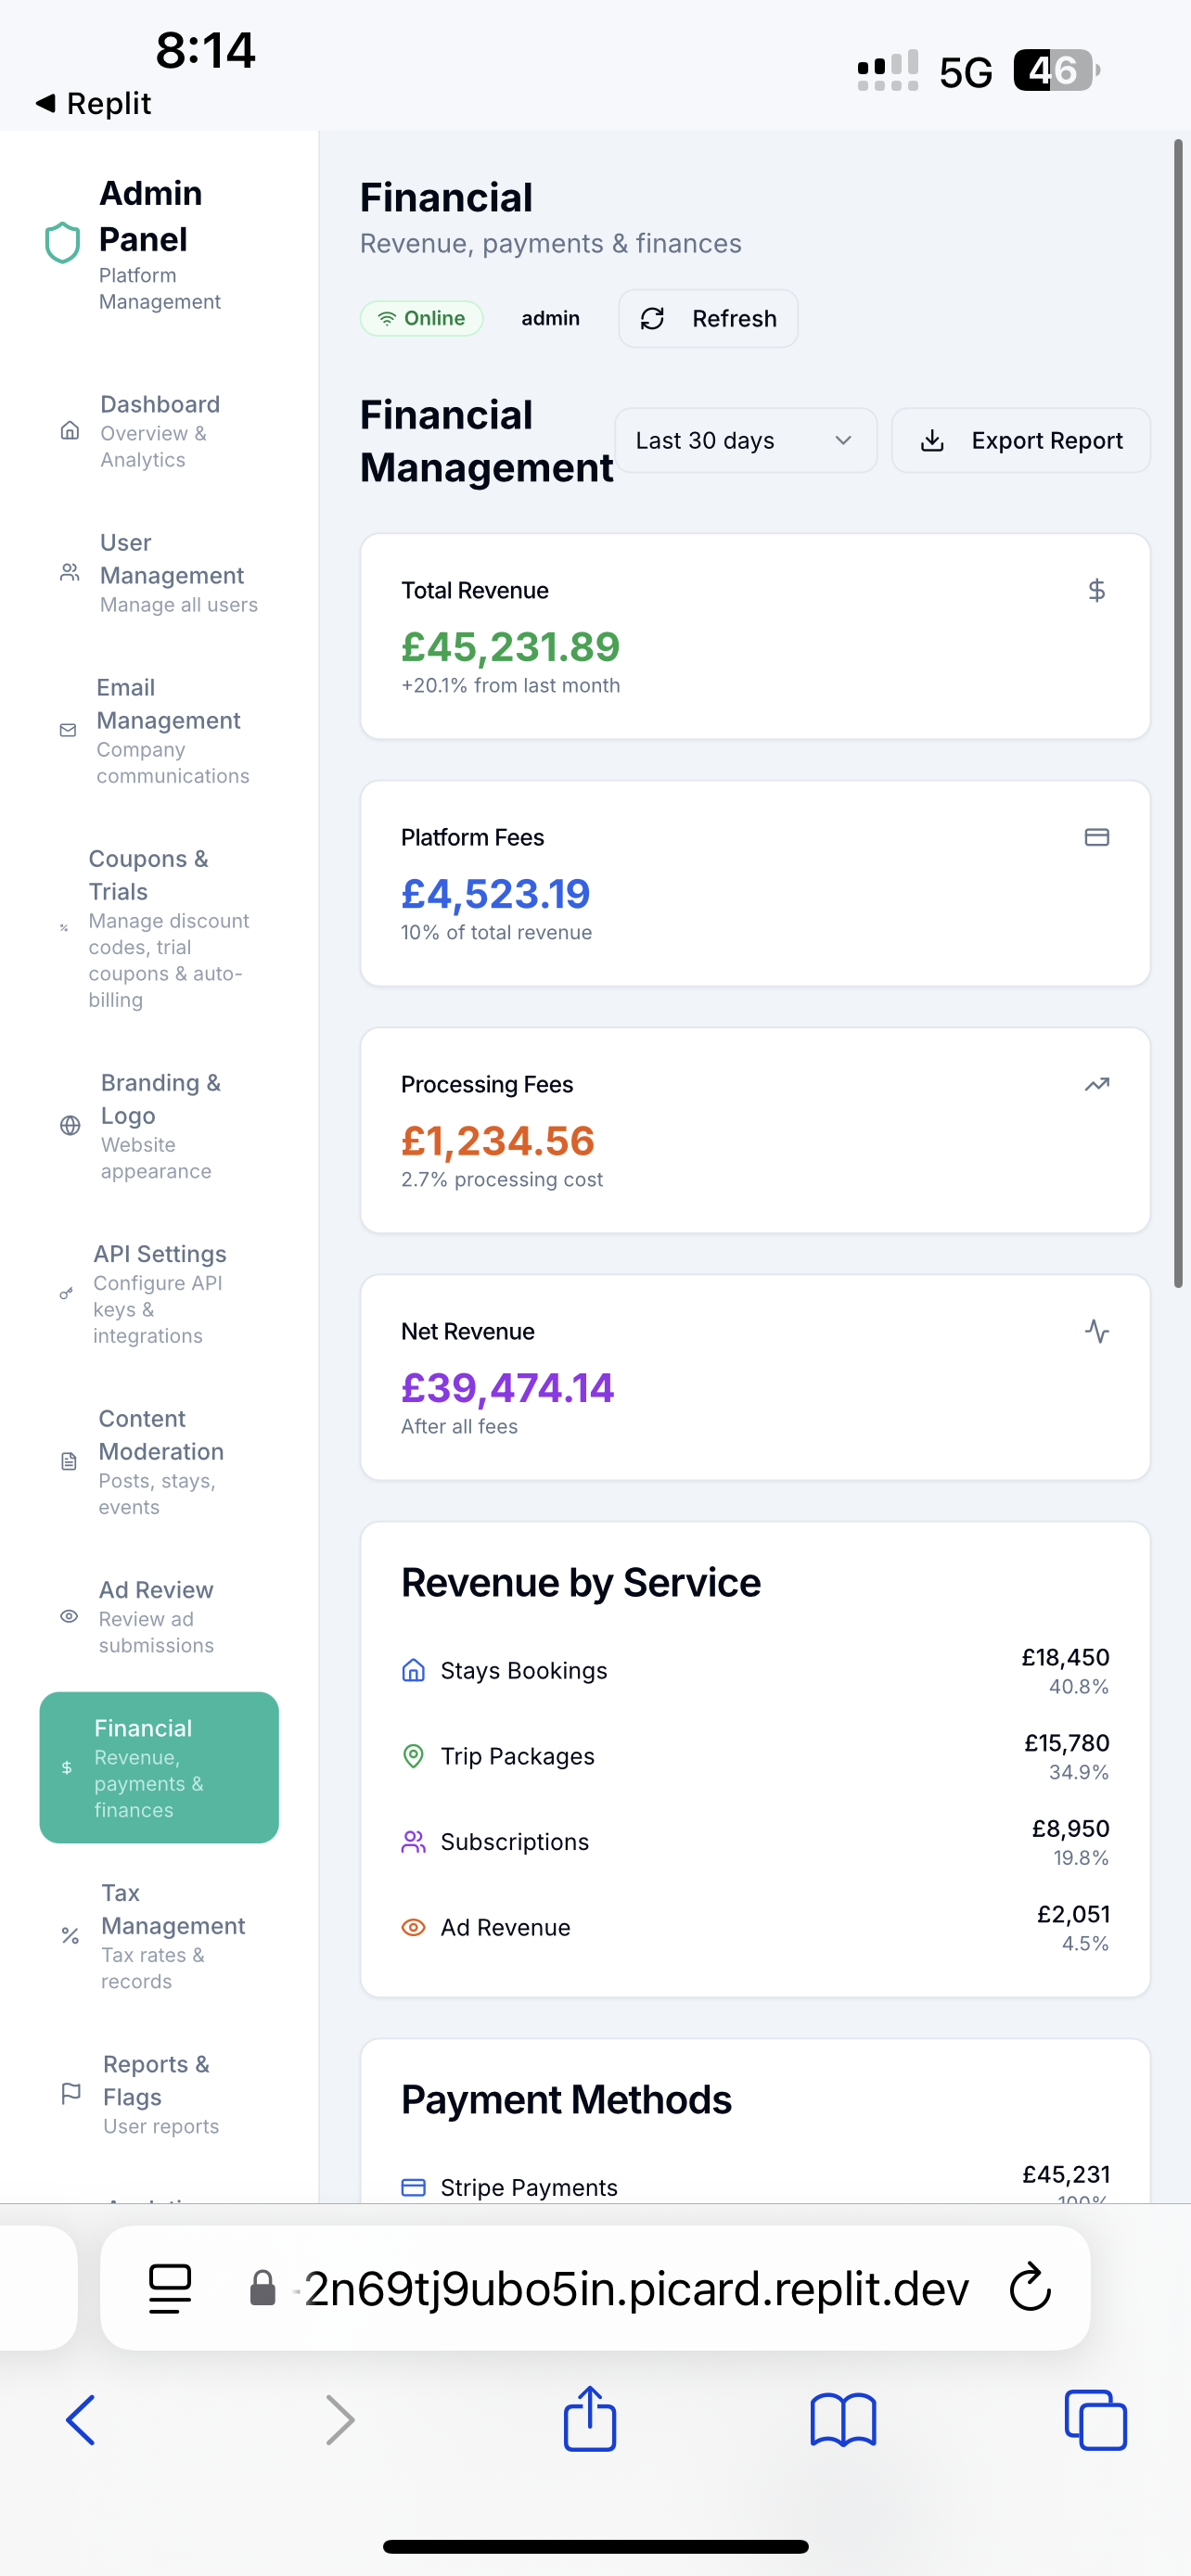 8:14
5G
46
Replit
Admin
Panel
Platform
Management
Dashboard
Overview &
Analytics
User
Management
Manage all users
Email
Management
Company
communications
Coupons &
Trials
Manage discount
codes, trial
coupons & auto-
billing
Branding &
Logo
Website
appearance
API Settings
Configure API
keys &
integrations
Content
Moderation
Posts, stays,
events
Ad Review
Review ad
submissions
Financial
Revenue,
payments &
finances
Tax
Management
Tax rates &
records
Reports &
Flags
User reports
Financial
Revenue, payments & finances
Online
admin
Refresh
Financial
Management
Last 30 days
Export Report
Total Revenue
£45,231.89
+20.1% from last month
Platform Fees
£4,523.19
10% of total revenue
Processing Fees
£1,234.56
2.7% processing cost
Net Revenue
£39,474.14
After all fees
Revenue by Service
Stays Bookings
£18,450
40.8%
Trip Packages
£15,780
34.9%
Subscriptions
£8,950
19.8%
Ad Revenue
£2,051
4.5%
Payment Methods
Stripe Payments
£45,231
100%
-2n69tj9ubo5in.picard.replit.dev